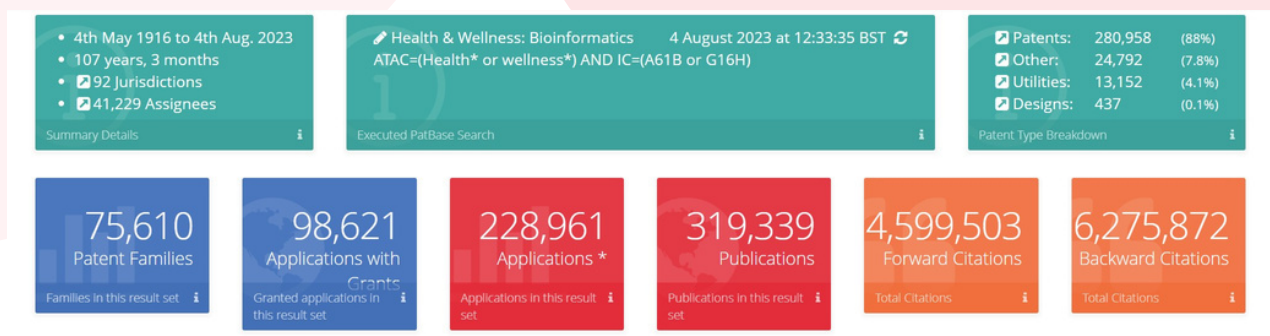 4th May 1916 to 4th Aug. 2023
107 years, 3 months
92 Jurisdictions
41,229 Assignees
Summary Details
Health & Wellness: Bioinformatics 4 August 2023 at 12:33:35 BST
ATAC=(Health* or wellness*) AND IC=(A61B or G16H)
Executed PatBase Search
Patents: 280,958 (88%)
Other: 24,792 (7.8%)
Utilities: 13,152 (4.1%)
Designs: 437 (0.1%)
Patent Type Breakdown
75,610
Patent Families
Families in this result set
98,621
Applications with
Grants
Granted applications in
this result set
228,961
Applications *
Applications in this result
set
319,339
Publications
Publications in this result
set
4,599,503
Forward Citations
Total Citations
6,275,872
Backward Citations
Total Citations